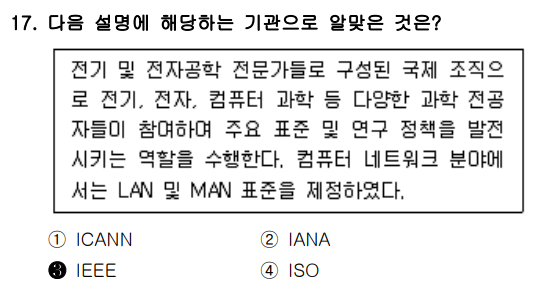 17. 다음 설명에 해당하는 기관으로 알맞은 것은?
전기 및 전자공학 전문가들로 구성된 국제 조직으
로 전기, 전자, 컴퓨터 과학 등 다양한 과학 전공
자들이 참여하여 주요 표준 및 연구 정책을 발전
시키는 역할을 수행한다. 컴퓨터 네트워크 분야에
서는 LAN 및 MAN 표준을 제정하였다.
① ICANN ② IANA
❸ IEEE ④ ISO